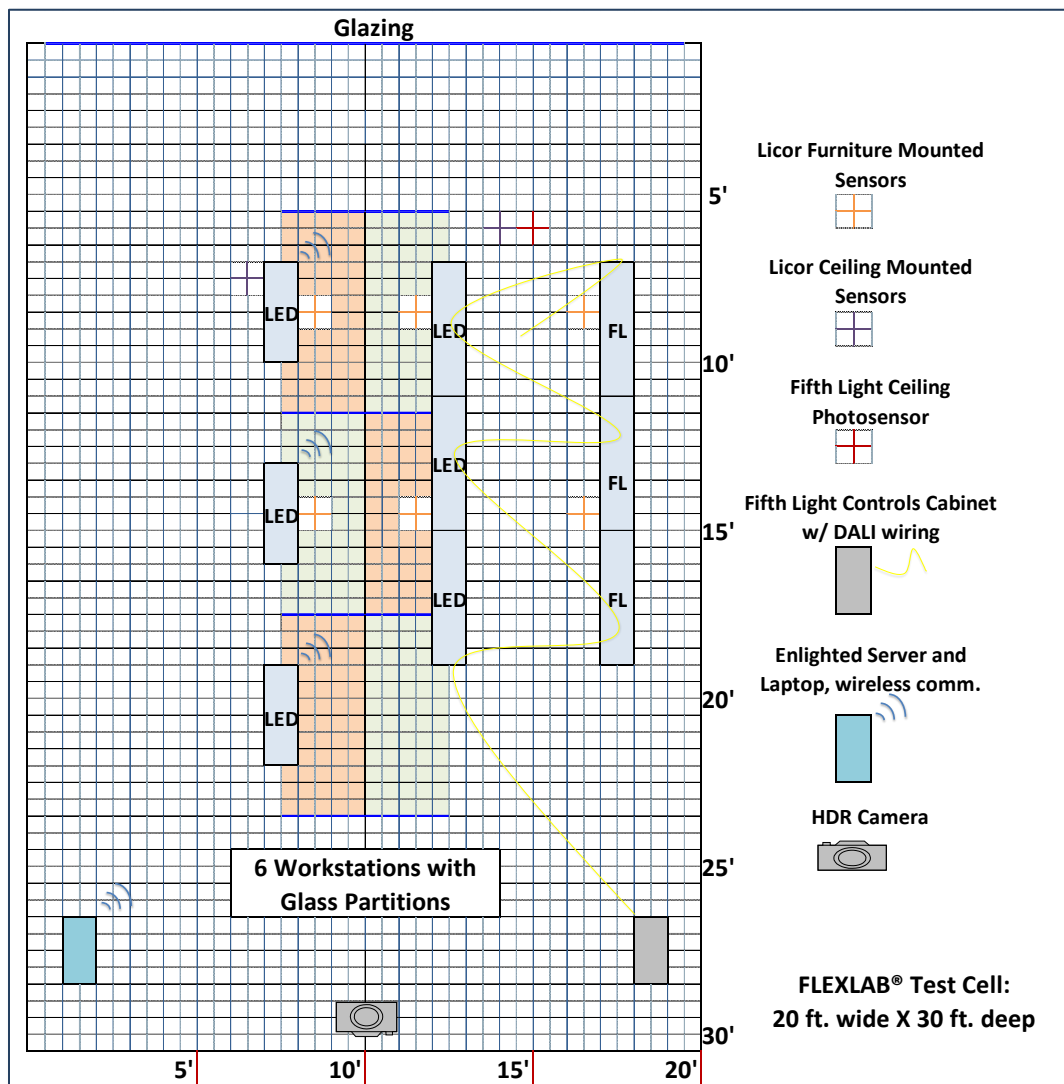 Glazing
Licor Furniture Mounted
Sensors
5'
Licor Ceiling Mounted
Sensors
LED
LED
FL
10'
Fifth Light Ceiling
Photosensor
LED
FL
LED
15'
Fifth Light Controls Cabinet
w/ DALI wiring
LED
FL
Enlighted Server and
Laptop, wireless comm.
20'
LED
HDR Camera
25'
6 Workstations with
Glass Partitions
FLEXLAB® Test Cell:
20 ft. wide X 30 ft. deep
30'
5'
10'
15'
20'